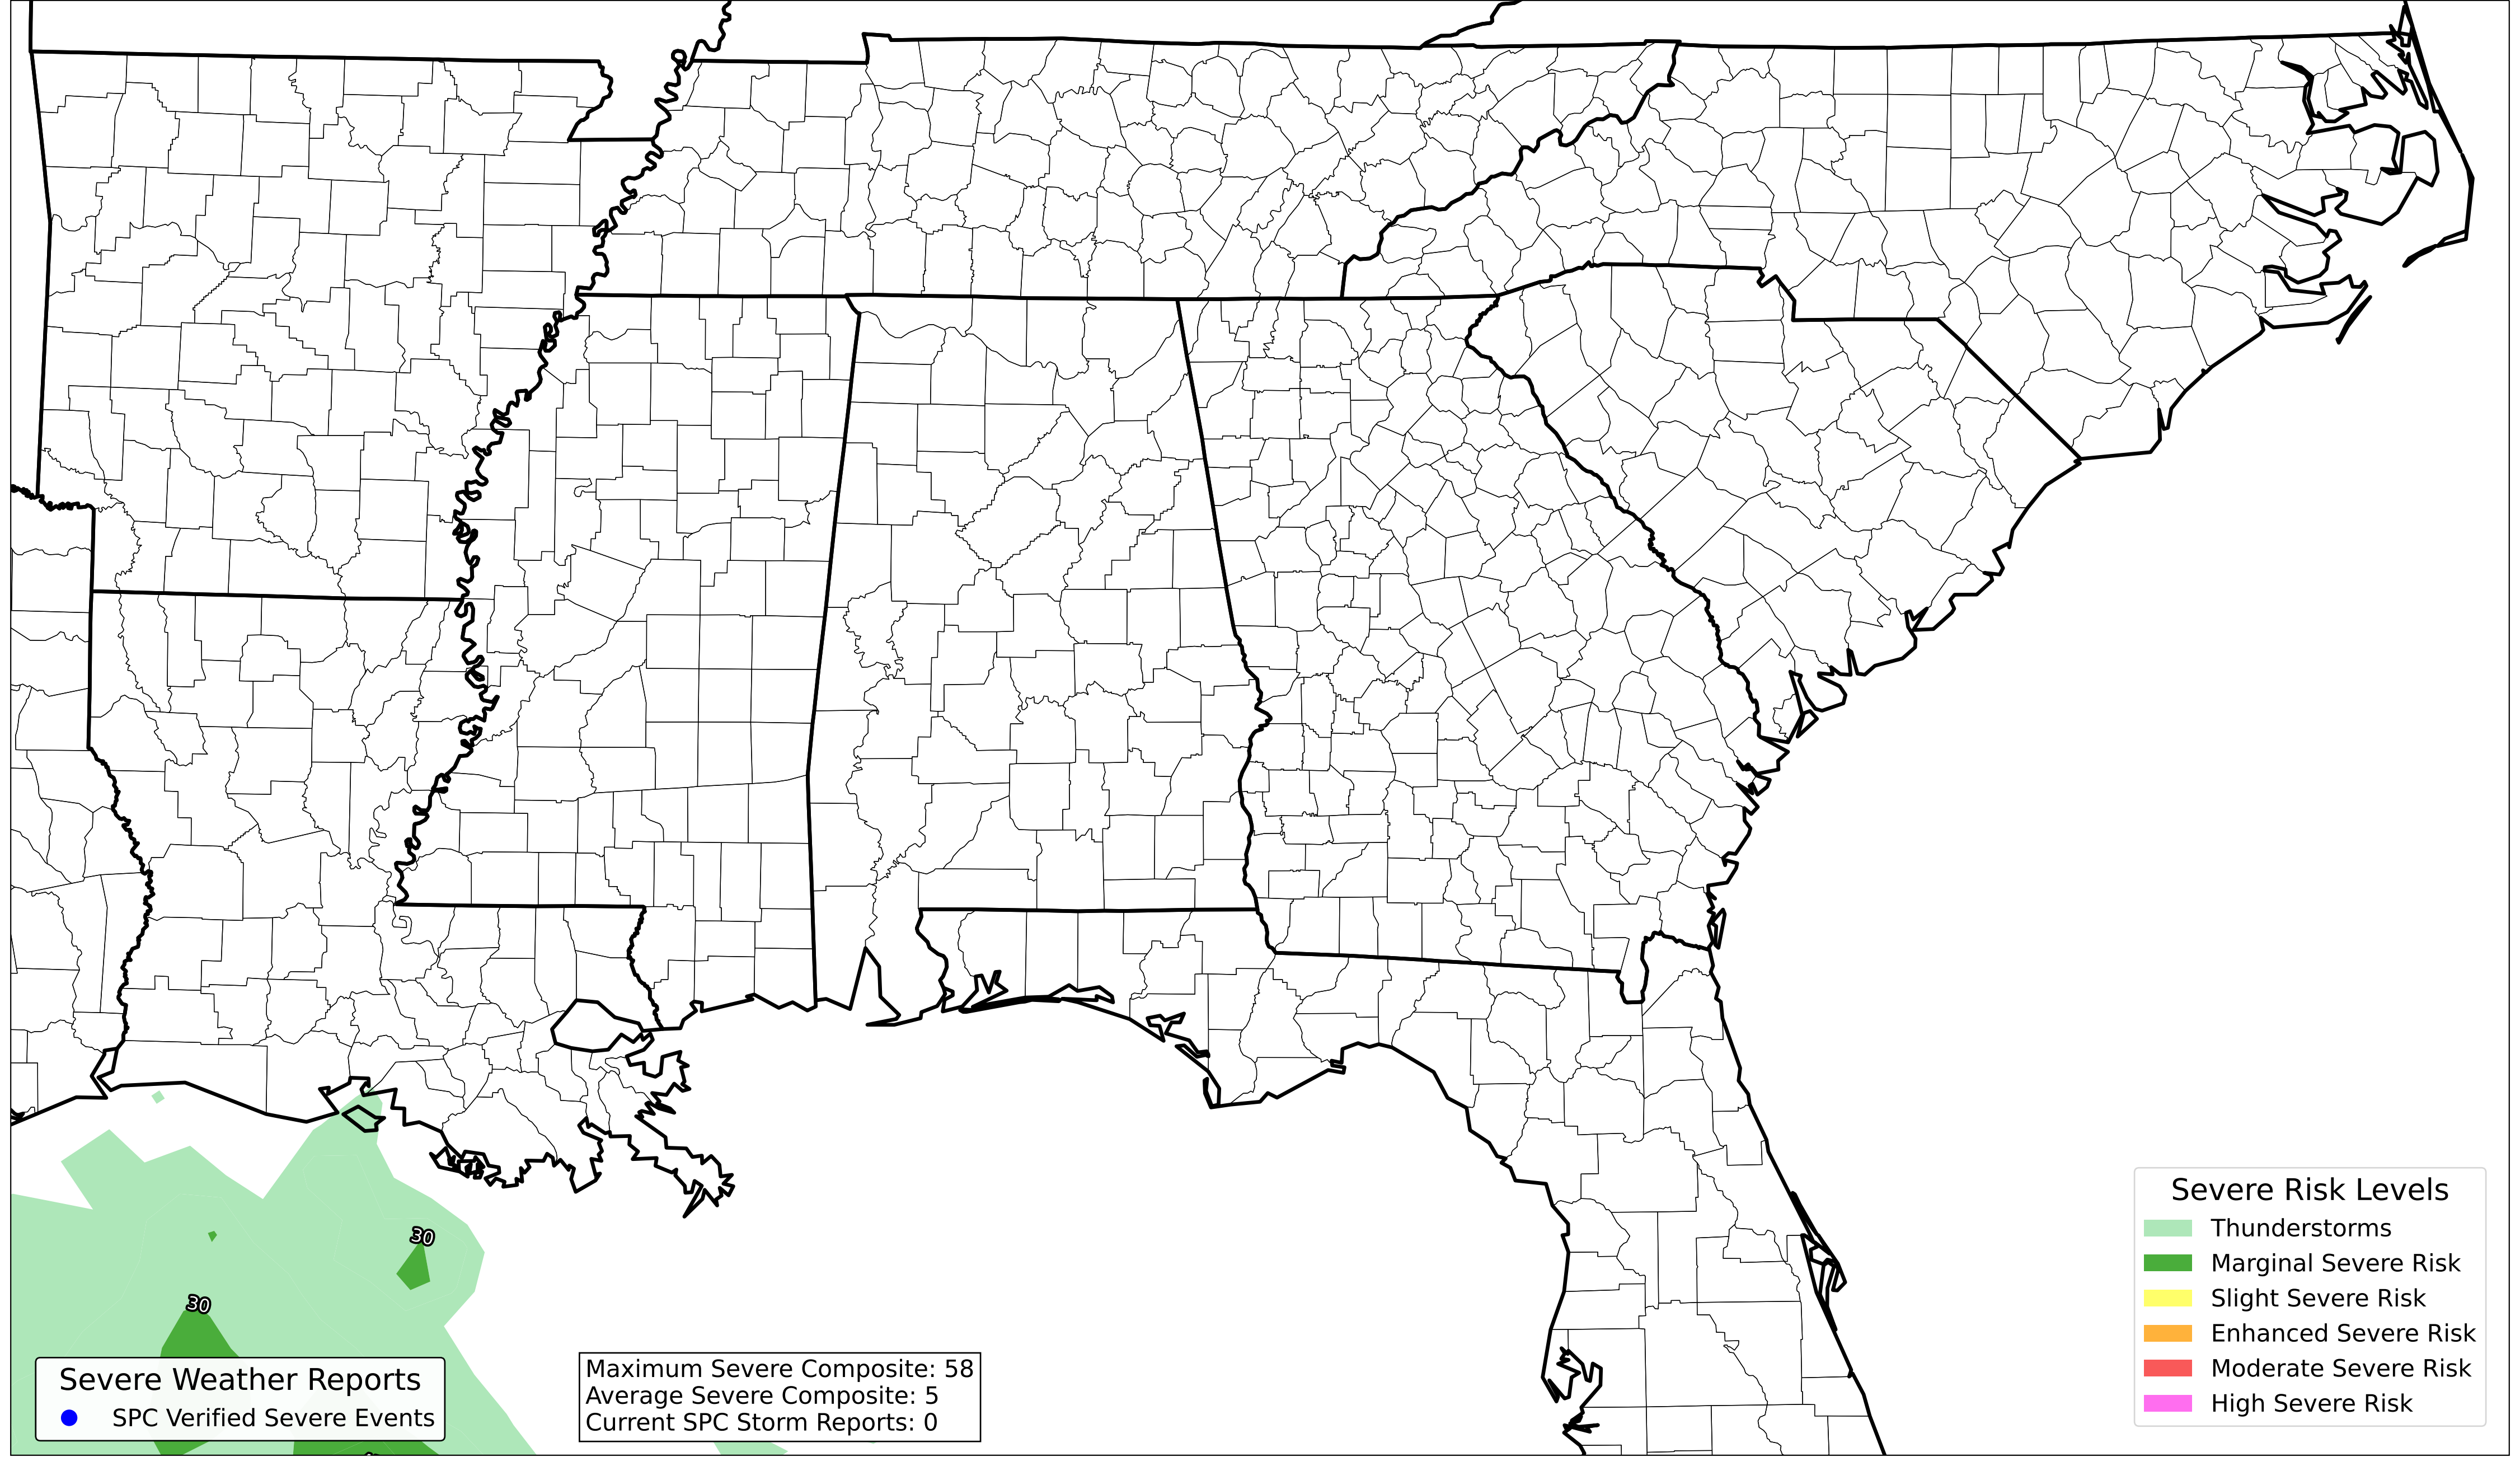 30
30
Severe Risk Levels
Thunderstorms
Marginal Severe Risk
Slight Severe Risk
Enhanced Severe Risk
Moderate Severe Risk
High Severe Risk
Severe Weather Reports
SPC Verified Severe Events
Maximum Severe Composite: 58
Average Severe Composite: 5
Current SPC Storm Reports: 0